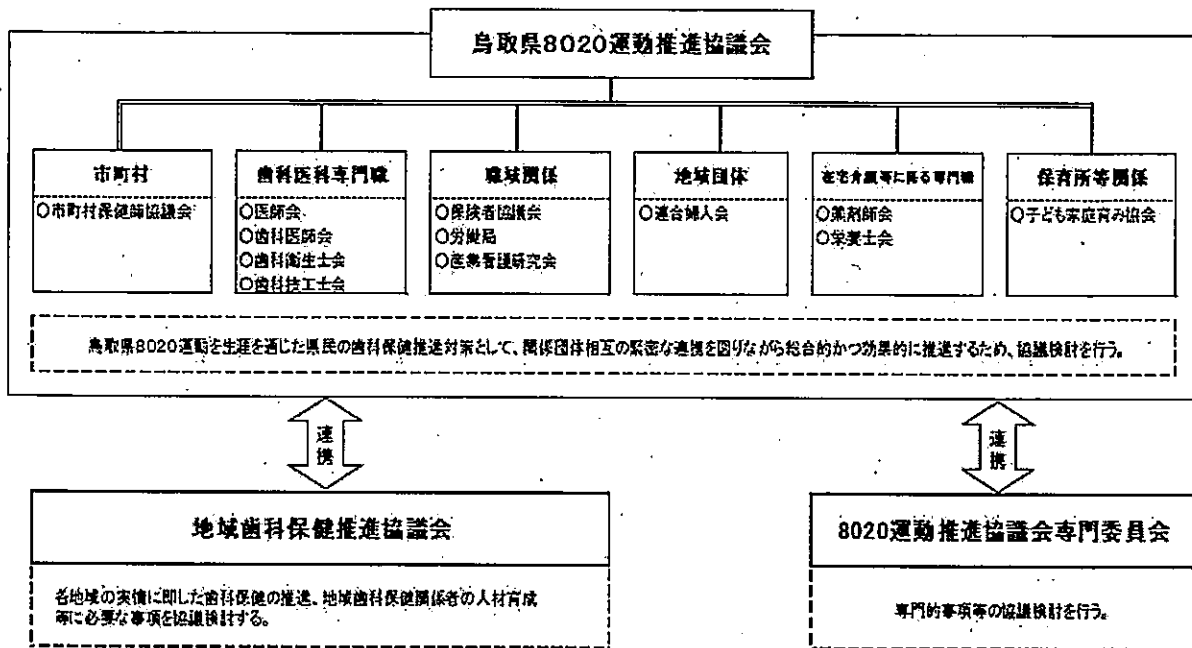 鳥取県8020運動推進協議会
市町村
○市町村保健師協議会
歯科医科専門職
○医師会
○歯科医師会
○歯科衛生士会
○歯科技工士会
職域関係
○保険者協議会
○労働局
○産業看護研究会
地域団体
○連合婦人会
在宅介護等に係る専門職
○薬剤師会
○栄養士会
保育所等関係
○子ども家庭育み協会
鳥取県8020運動を生涯を通じた県民の歯科保健推進対策として、関係団体相互の緊密な連携を図りながら総合的かつ効果的に推進するため、協議検討を行う。
連携
連携
地域歯科保健推進協議会
各地域の実情に即した歯科保健の推進、地域歯科保健関係者の人材育成
等に必要な事項を協議検討する。
8020運動推進協議会専門委員会
専門的事項等の協議検討を行う。